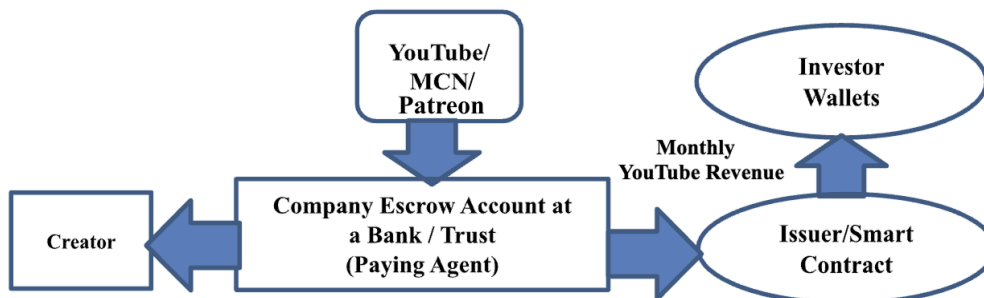 YouTube/
MCN/
Patreon
Investor
Wallets
Monthly
YouTube Revenue
Creator
Company Escrow Account at
a Bank / Trust
(Paying Agent)
Issuer/Smart
Contract